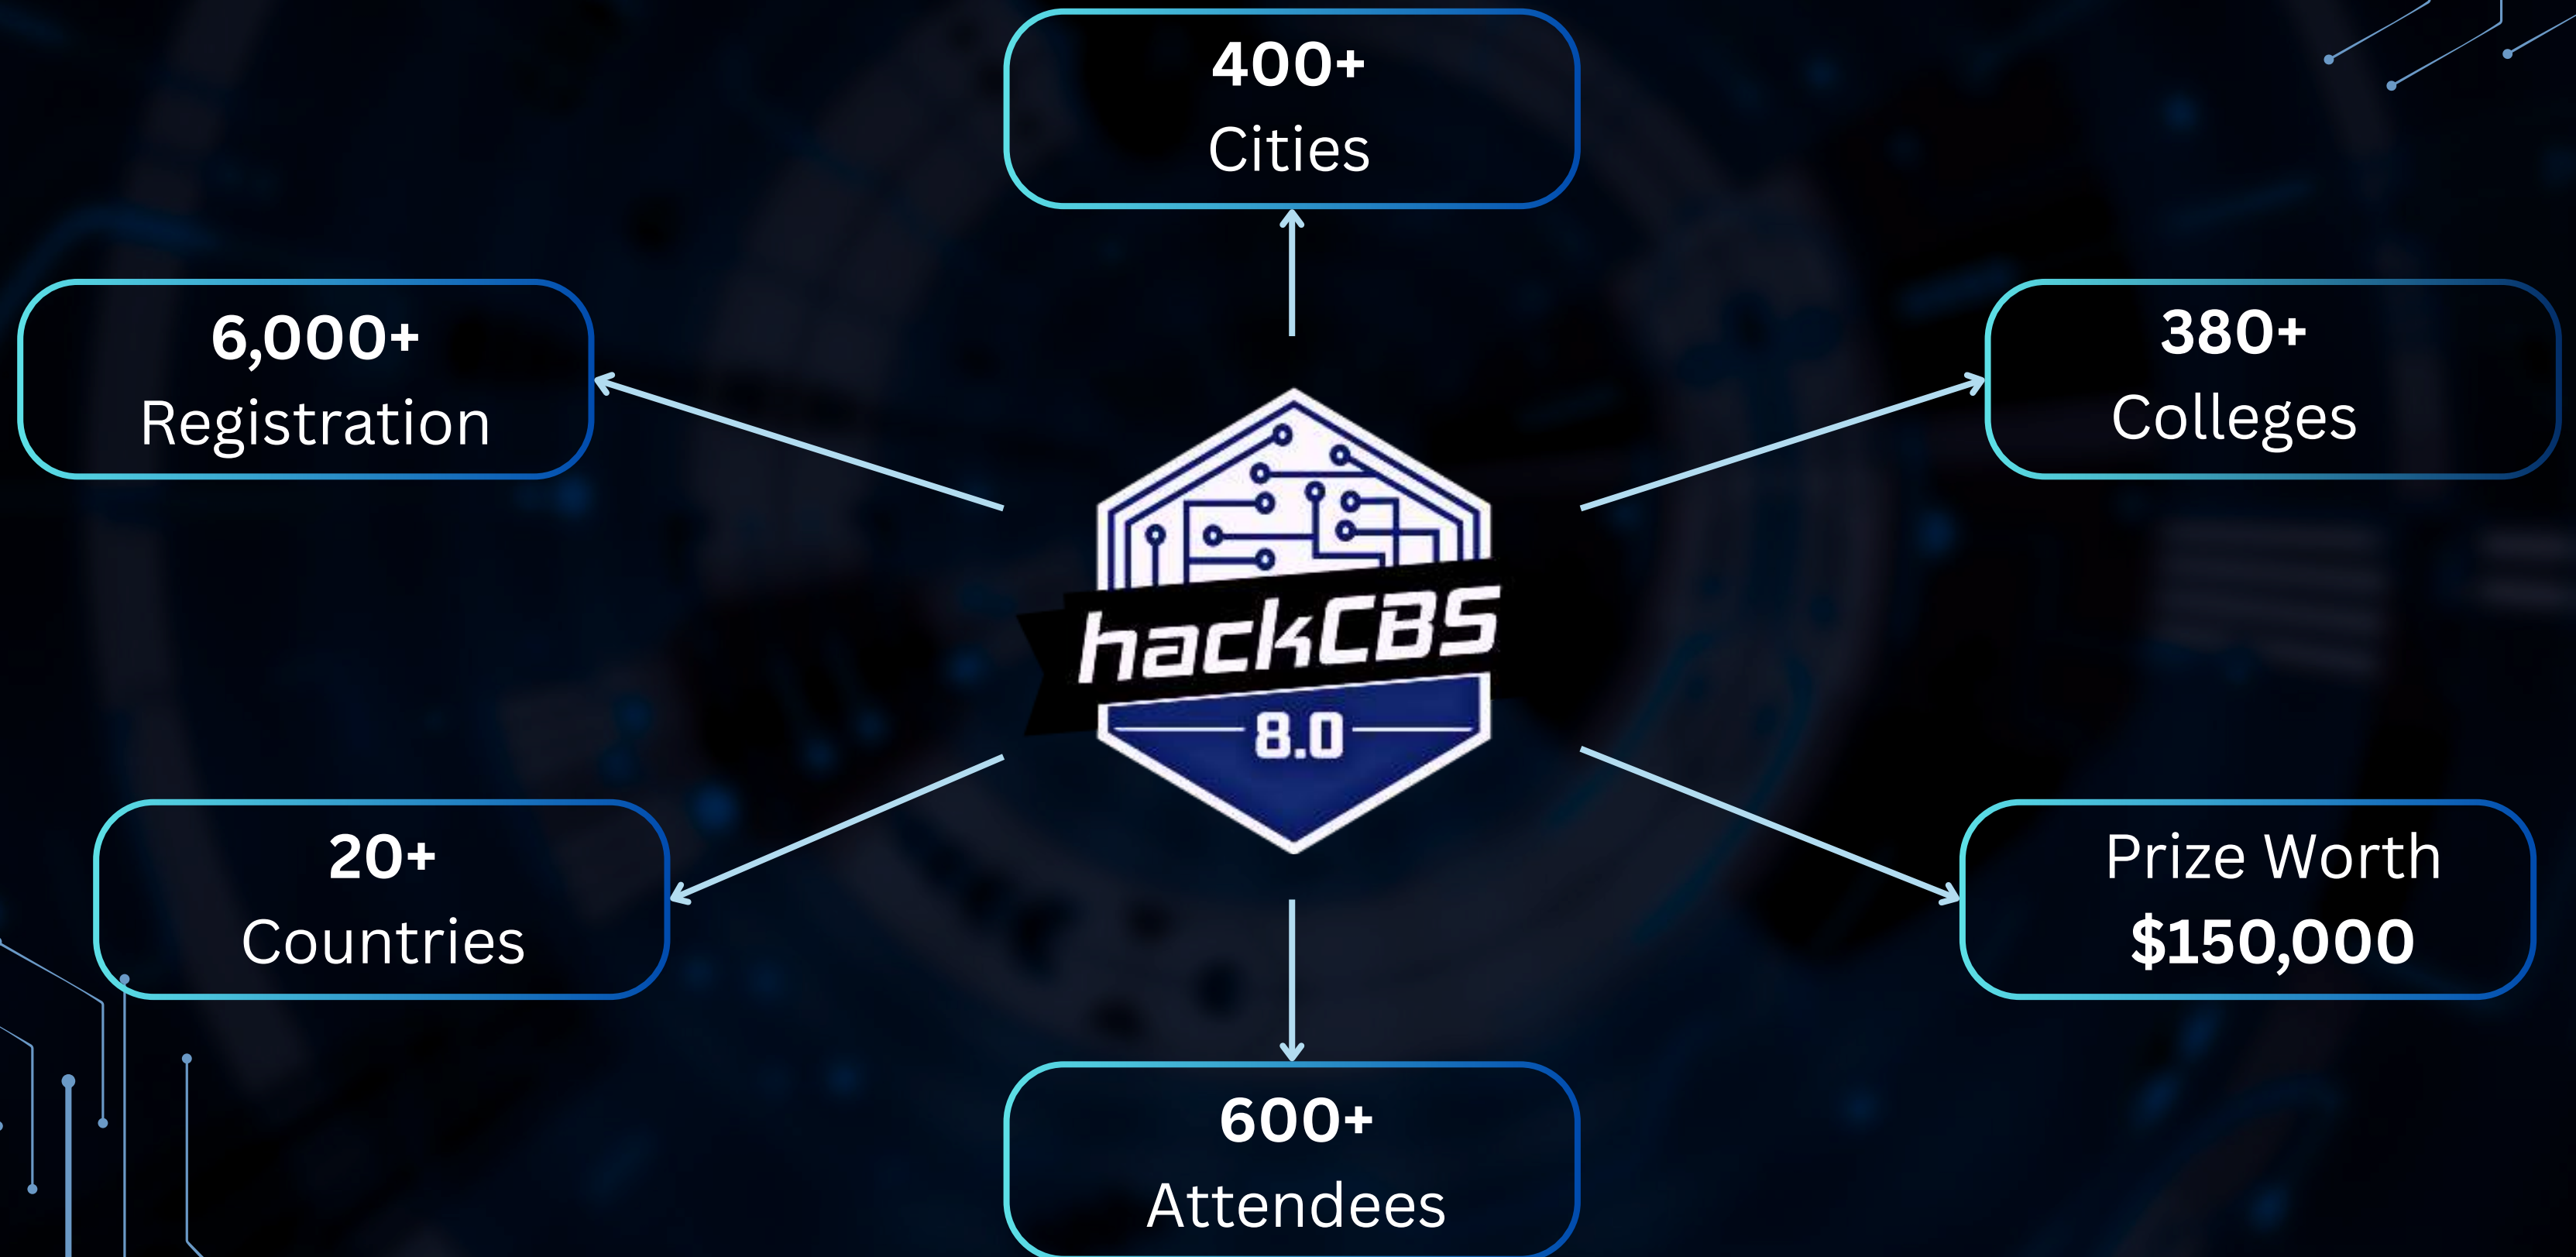 400+
Cities
6,000+
Registration
380+
Colleges
hackCBS
8.0
20+
Countries
Prize Worth
$150,000
600+
Attendees